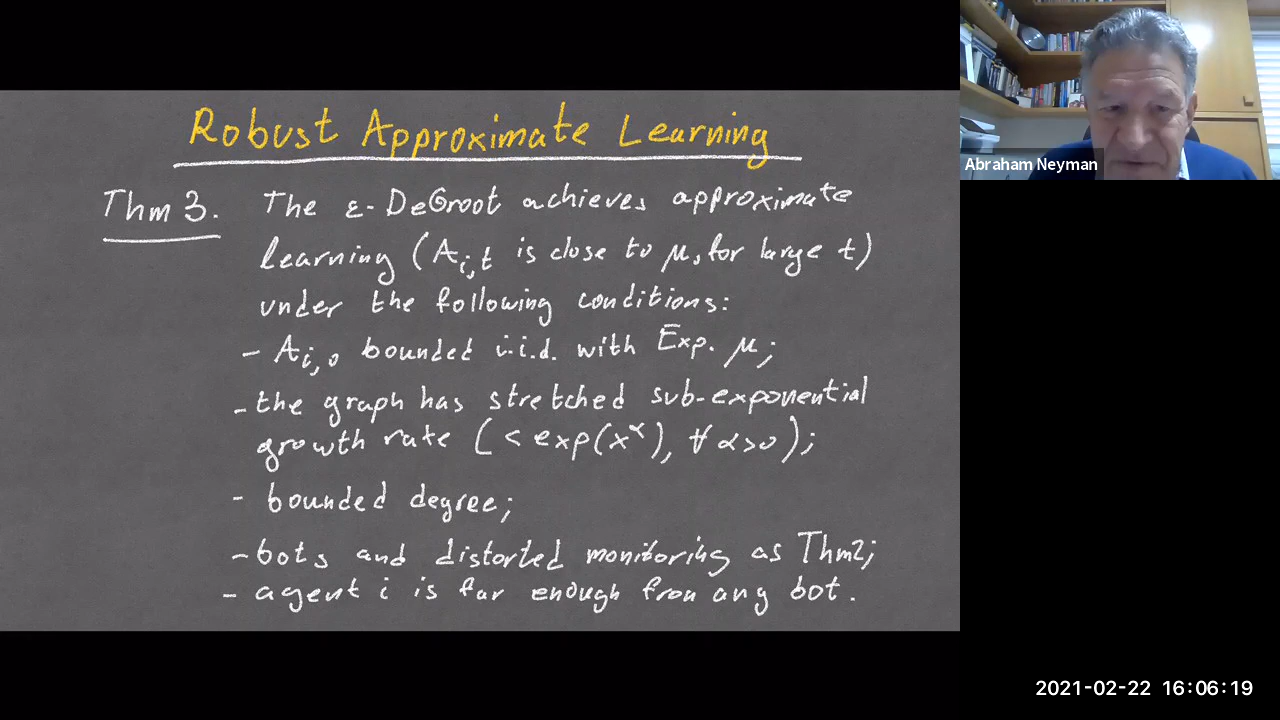 Robust Approximate Learning
Thm 3. The ε-DeGroot achieves approximate
learning (A_{i,t} is close to μ, for large t)
under the following conditions:
- A_{i,0} bounded i.i.d. with Exp. μ;
- the graph has stretched sub-exponential
growth rate (< exp(x^α), ∀ α>0);
- bounded degree;
- bots and distorted monitoring as Thm2;
- agent i is far enough from any bot.
Abraham Neyman
2021-02-22 16:06:19